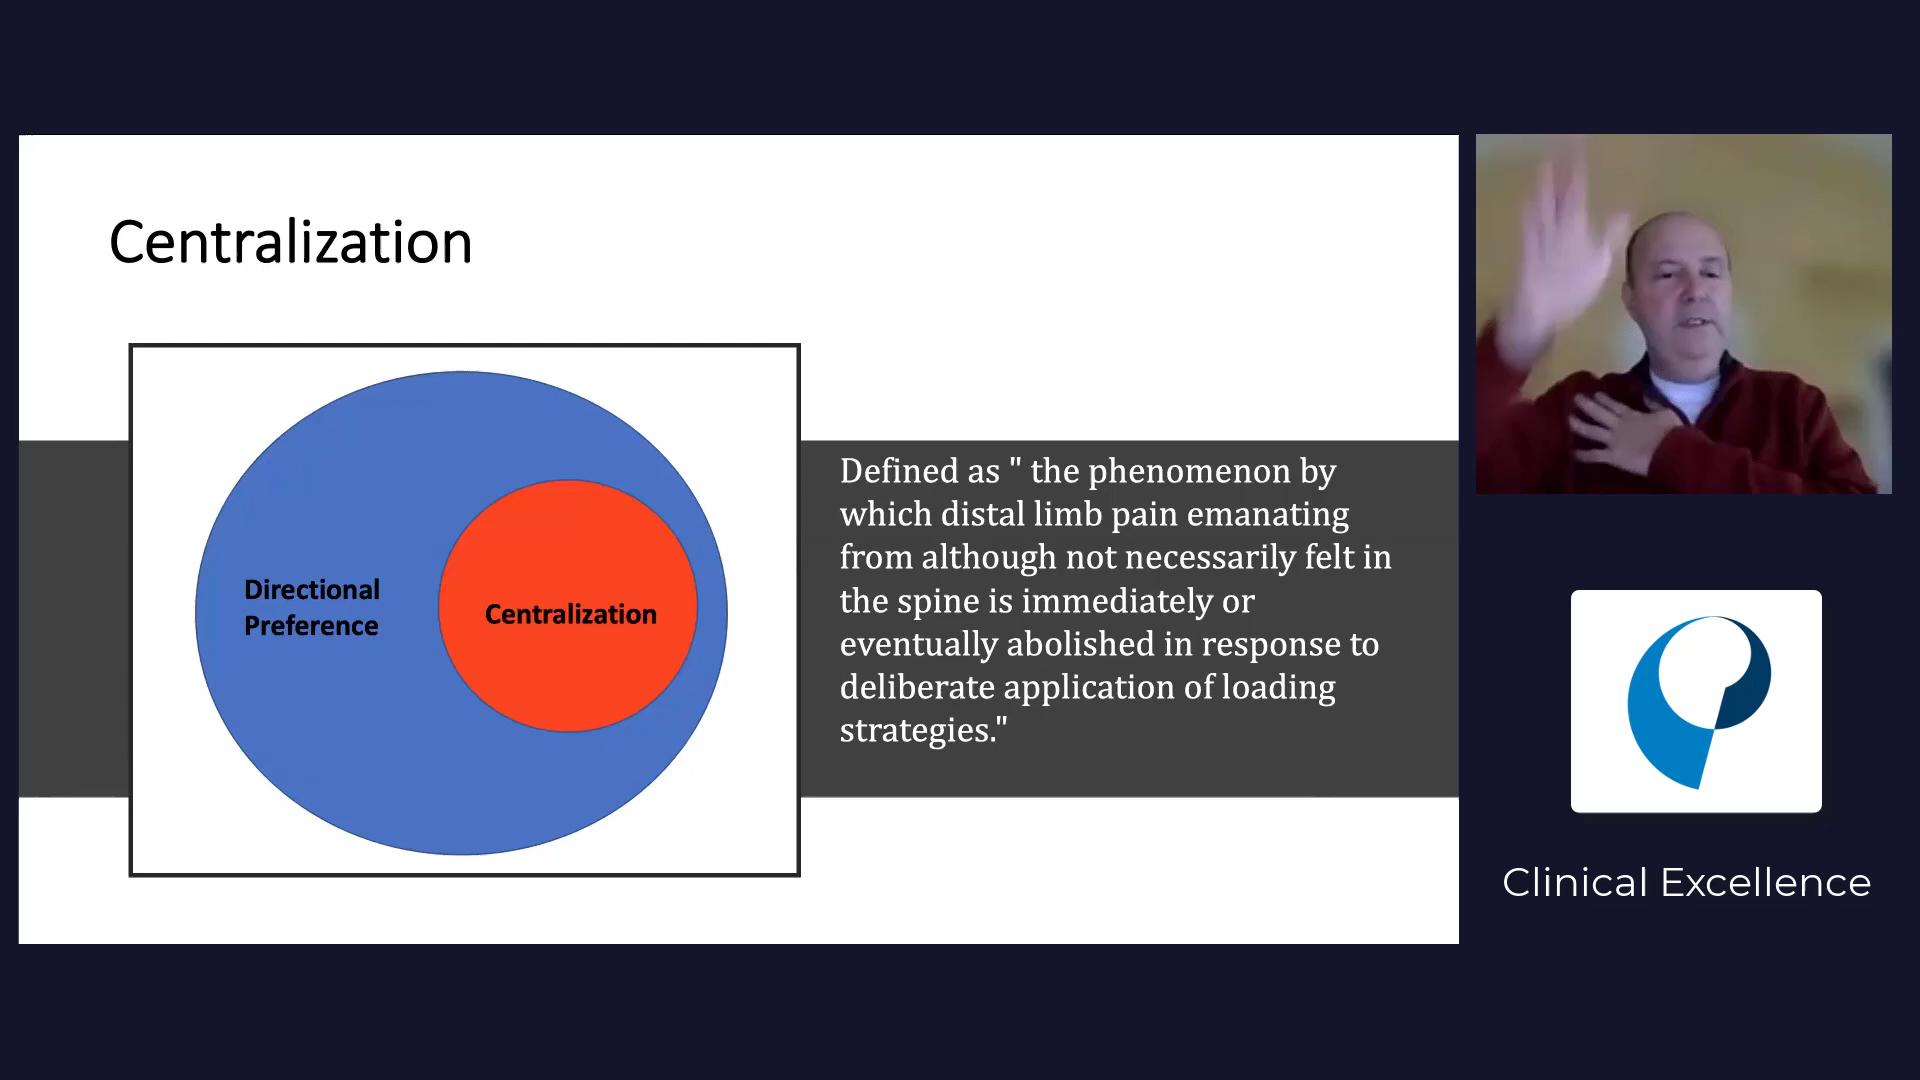 Centralization
Directional
Preference
Centralization
Defined as " the phenomenon by
which distal limb pain emanating
from although not necessarily felt in
the spine is immediately or
eventually abolished in response to
deliberate application of loading
strategies."
Clinical Excellence